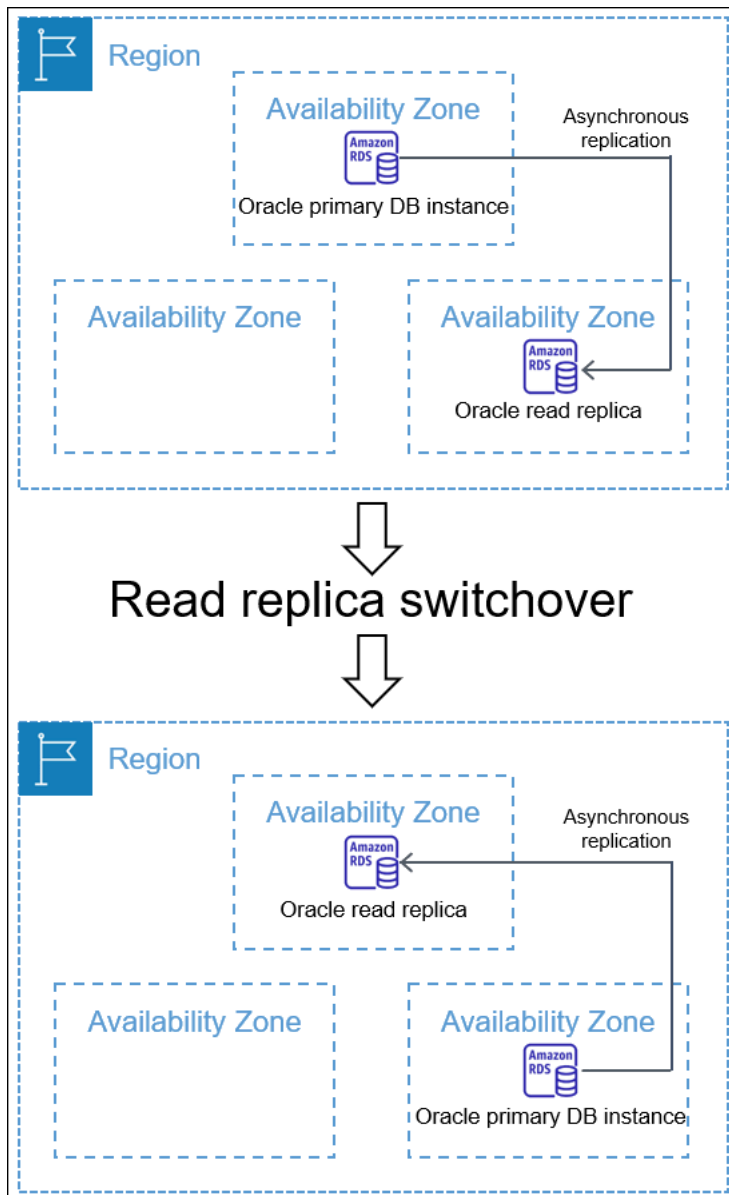 Region
Availability Zone
Asynchronous
replication
Amazon
RDS
Oracle primary DB instance
Availability Zone
Availability Zone
Amazon
RDS
Oracle read replica
Read replica switchover
Region
Availability Zone
Asynchronous
replication
Amazon
RDS
Oracle read replica
Availability Zone
Availability Zone
Amazon
RDS
Oracle primary DB instance